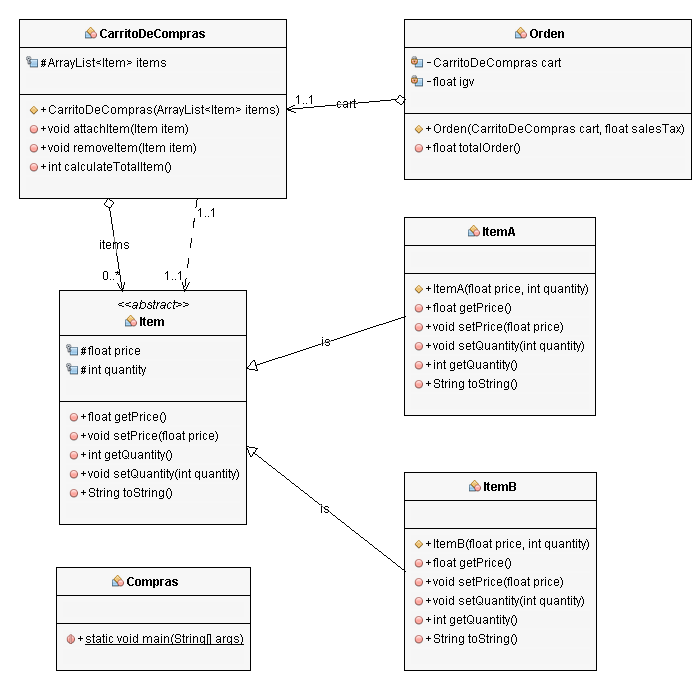 CarritoDeCompras
#ArrayList<Item> items
+CarritoDeCompras(ArrayList<Item> items)
+void attachItem(Item item)
+void removeItem(Item item)
+int calculateTotalItem()
Orden
-CarritoDeCompras cart
-float igv
+Orden(CarritoDeCompras cart, float salesTax)
+float totalOrder()
1..1
cart
1..1
items
0..*
1..1
<<abstract>>
Item
#float price
#int quantity
+float getPrice()
+void setPrice(float price)
+int getQuantity()
+void setQuantity(int quantity)
+String toString()
ItemA
+ItemA(float price, int quantity)
+float getPrice()
+void setPrice(float price)
+void setQuantity(int quantity)
+int getQuantity()
+String toString()
is
is
ItemB
+ItemB(float price, int quantity)
+float getPrice()
+void setPrice(float price)
+void setQuantity(int quantity)
+int getQuantity()
+String toString()
Compras
+static void main(String[] args)